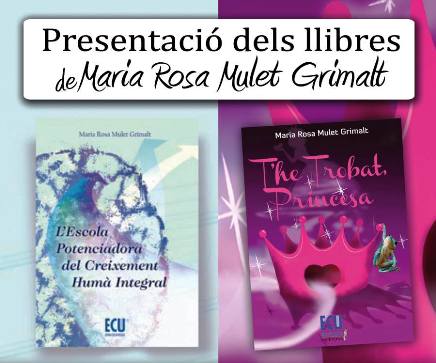 Presentació dels llibres
de Maria Rosa Mulet Grimalt
Maria Rosa Mulet Grimalt
L'Escola
Potenciadora
del Creixement
Humà Integral
ECU
Maria Rosa Mulet Grimalt
T'he Trobat,
Princesa
ECU